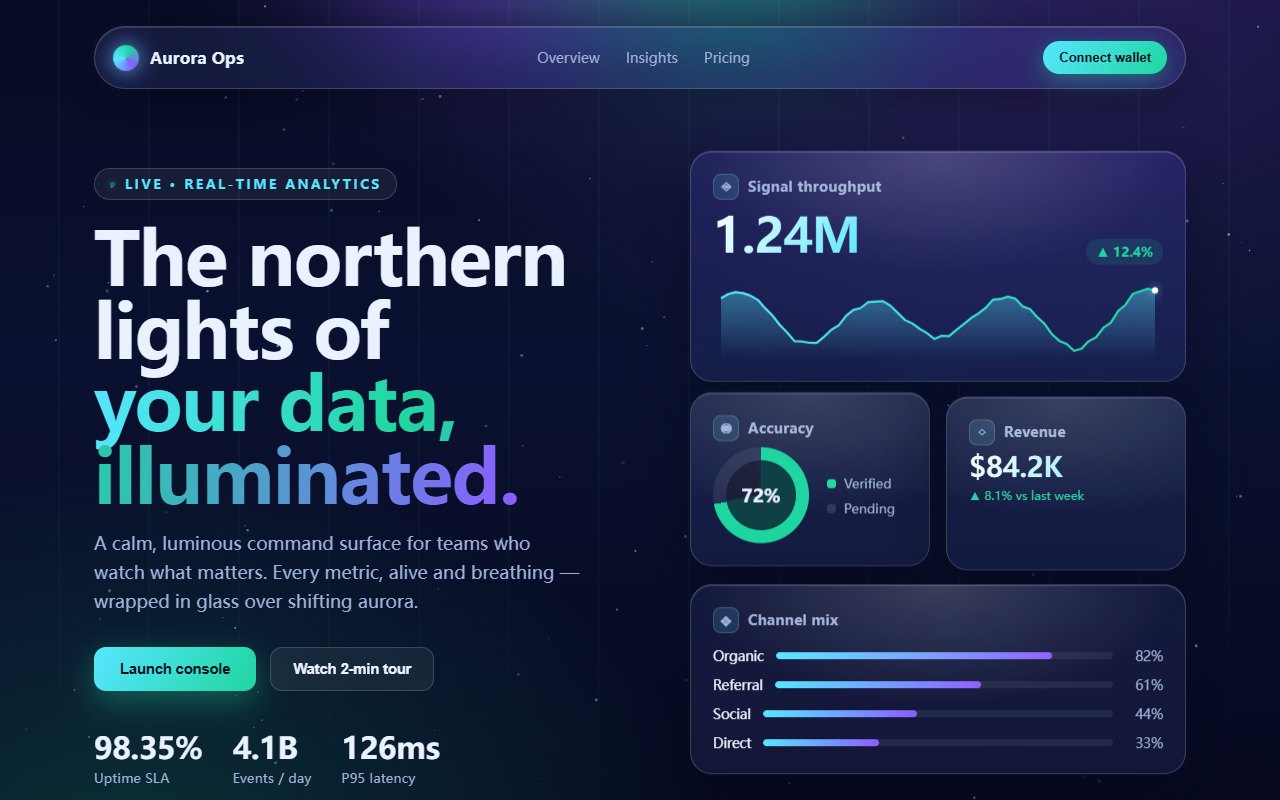 Aurora Ops
Overview
Insights
Pricing
Connect wallet
LIVE • REAL-TIME ANALYTICS
The northern
lights of
your data,
illuminated.
A calm, luminous command surface for teams who
watch what matters. Every metric, alive and breathing —
wrapped in glass over shifting aurora.
Launch console
Watch 2-min tour
98.35%
Uptime SLA
4.1B
Events / day
126ms
P95 latency
Signal throughput
1.24M
▲ 12.4%
Accuracy
72%
Verified
Pending
Revenue
$84.2K
▲ 8.1% vs last week
Channel mix
Organic 82%
Referral 61%
Social 44%
Direct 33%